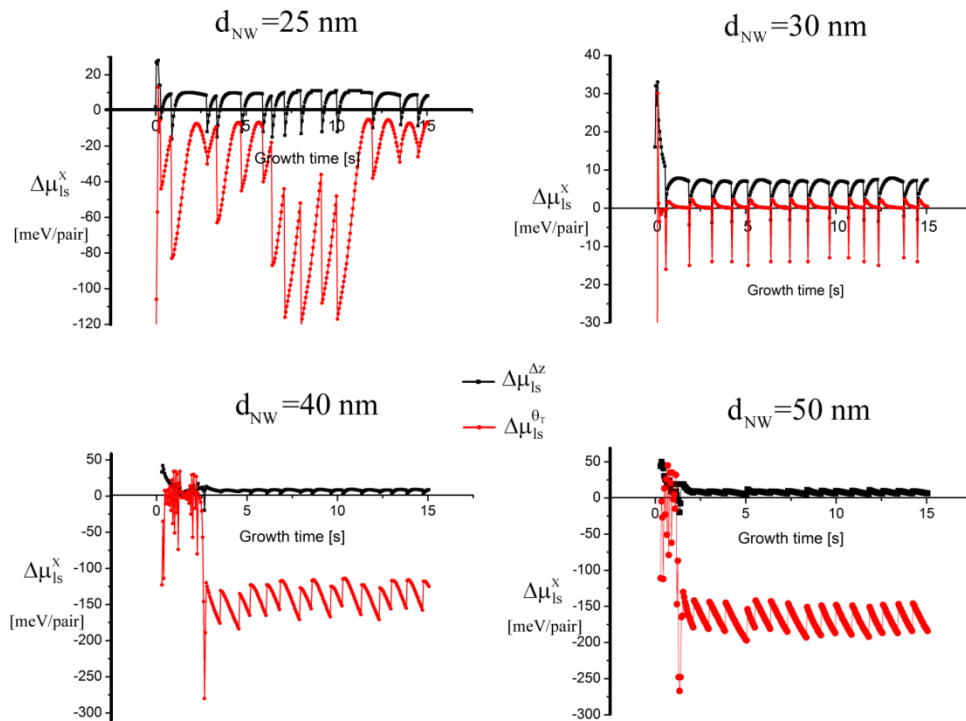 d_NW =25 nm
d_NW =30 nm
20
0
-20
-40
-60
-80
-100
-120
0 5 10 15
Growth time [s]
Δμ_ls^X
[meV/pair]
40
30
20
10
0
-10
-20
-30
0 5 10 15
Growth time [s]
Δμ_ls^X
[meV/pair]
Δμ_ls^Δz
Δμ_ls^θ_T
d_NW =40 nm
d_NW =50 nm
50
0
-50
-100
-150
-200
-250
-300
0 5 10 15
Growth time [s]
Δμ_ls^X
[meV/pair]
50
0
-50
-100
-150
-200
-250
-300
0 5 10 15
Growth time [s]
Δμ_ls^X
[meV/pair]